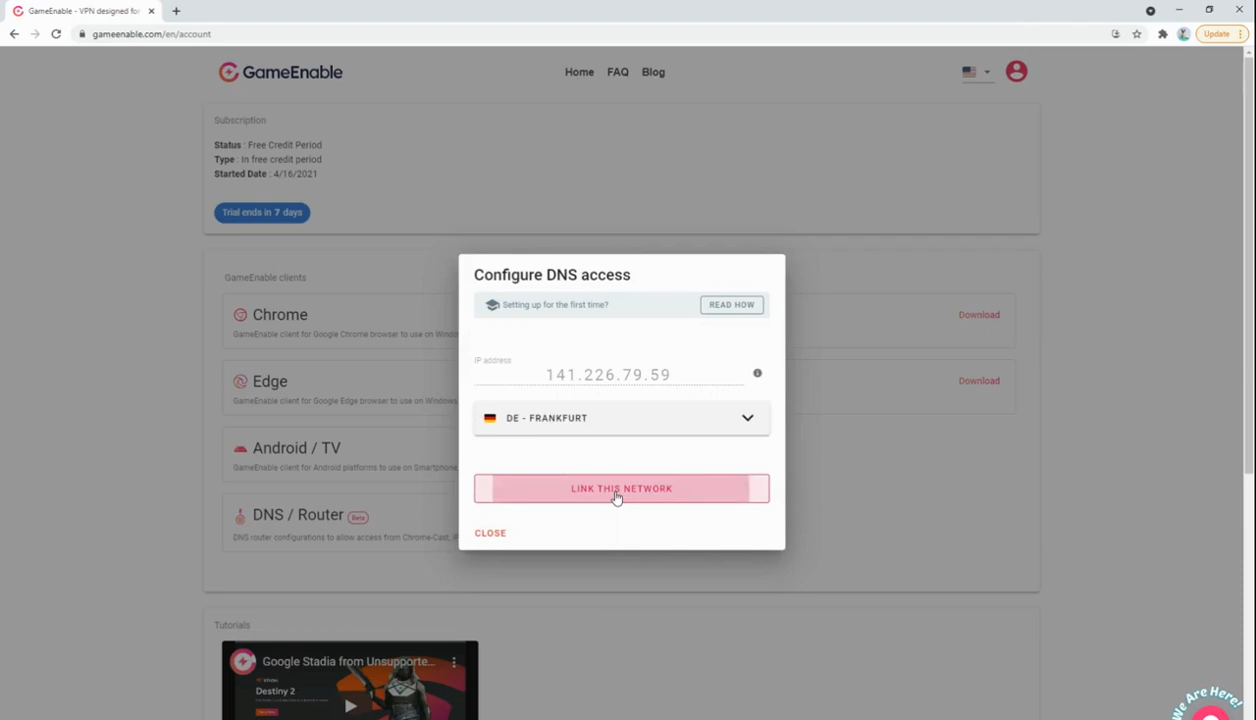 GameEnable - VPN designed for
gameenable.com/en/account
Update
GameEnable
Home
FAQ
Blog
Subscription
Status : Free Credit Period
Type : In free credit period
Started Date : 4/16/2021
Trial ends in 7 days
GameEnable clients
Chrome
GameEnable client for Google Chrome browser to use on Window
Download
Edge
GameEnable client for Google Edge browser to use on Windows
Download
Android / TV
GameEnable client for Android platforms to use on Smartphone,
DNS / Router Beta
DNS router configurations to allow access from Chrome-Cast,
Configure DNS access
Setting up for the first time?
READ NOW
IP address
141.226.79.59
DE - FRANKFURT
LINK THIS NETWORK
CLOSE
Tutorials
Google Stadia from Unsupporte...
Destiny 2
We Are Here!